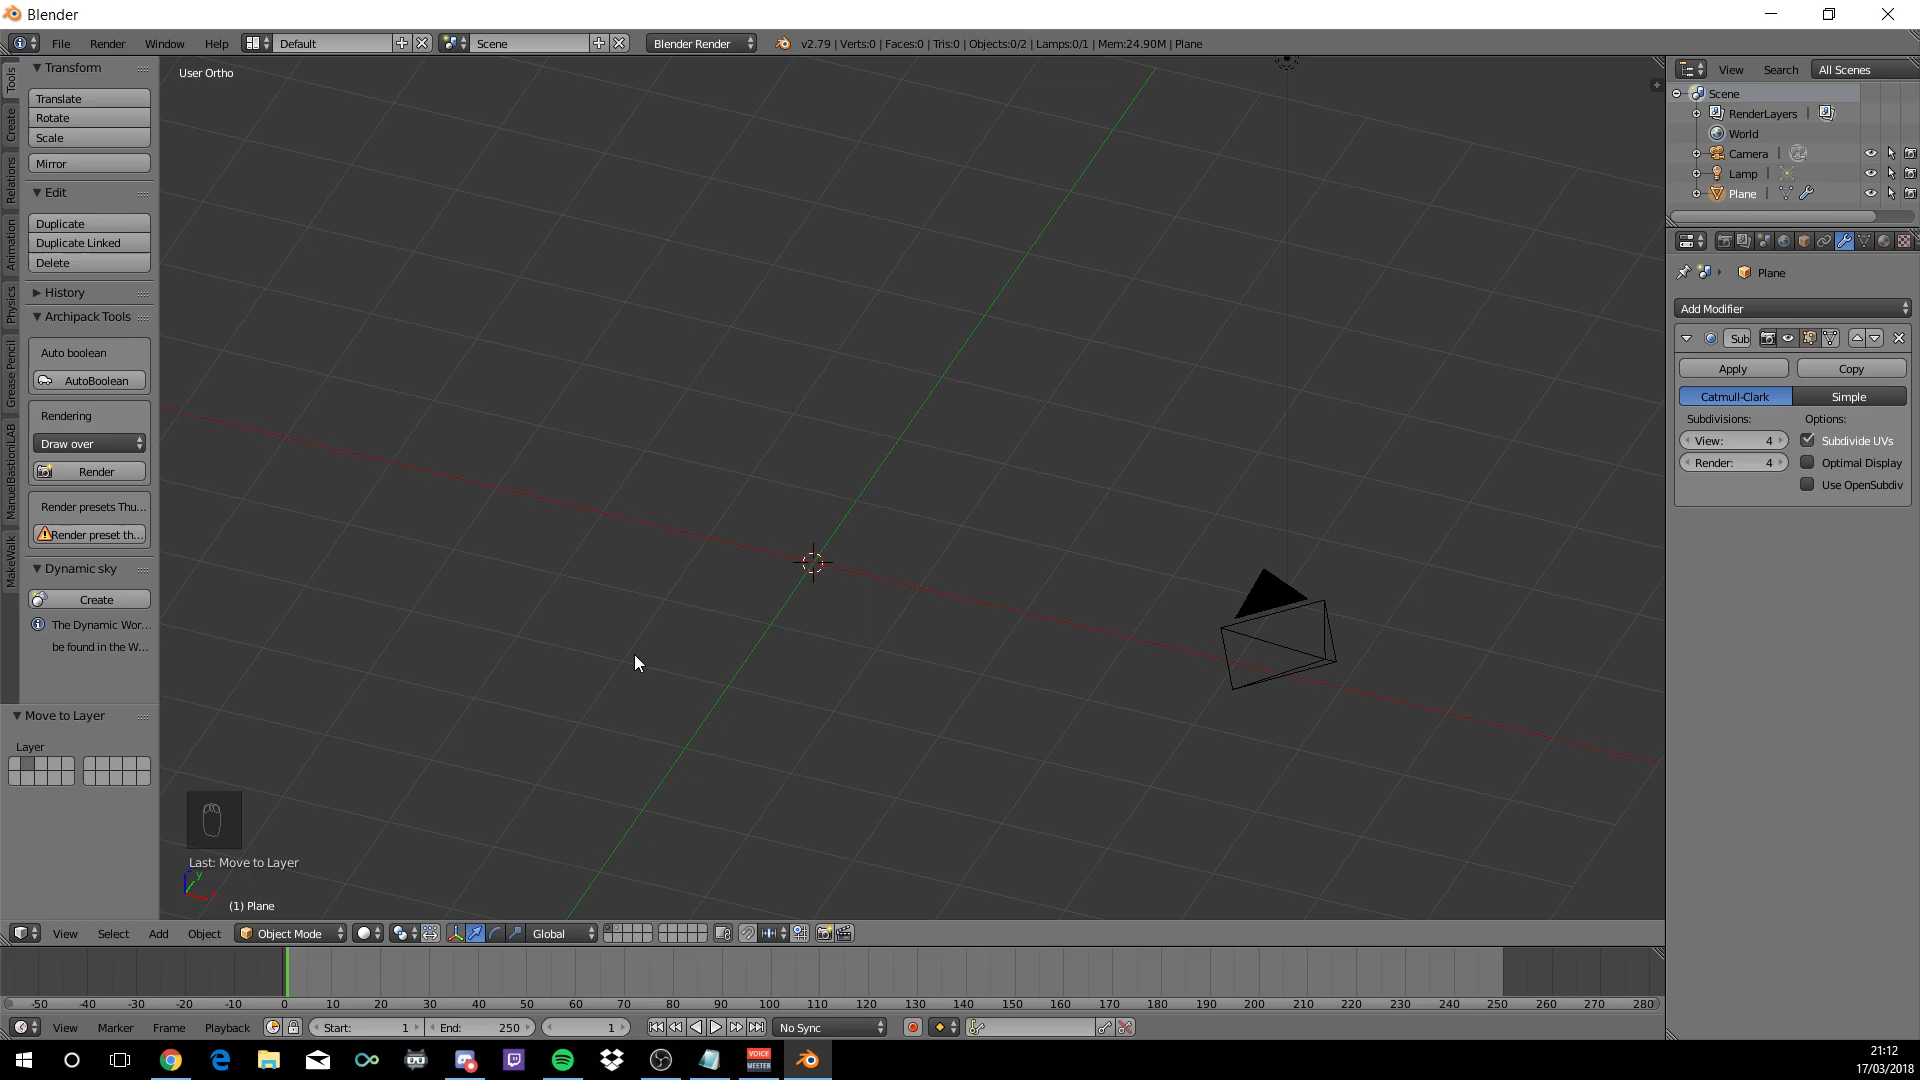 Blender
File Render Window Help Default Scene Blender Render v2.79 | Verts:0 | Faces:0 | Tris:0 | Objects:0/2 | Lamps:0/1 | Mem:24.90M | Plane
Tools
Create
Relations
Animation
Physics
Grease Pencil
ManuelBastioniLAB
MakeWalk
Transform
Translate
Rotate
Scale
Mirror
Edit
Duplicate
Duplicate Linked
Delete
History
Archipack Tools
Auto boolean
AutoBoolean
Rendering
Draw over
Render
Render presets Thu...
Render preset th...
Dynamic sky
Create
The Dynamic Wor...
be found in the W...
Move to Layer
Layer
User Ortho
Last: Move to Layer
y
(1) Plane
View Select Add Object Object Mode Global
View Search All Scenes
Scene
RenderLayers |
World
Camera |
Lamp |
Plane |
Plane
Add Modifier
Sub
Apply Copy
Catmull-Clark Simple
Subdivisions: Options:
View: 4 Subdivide UVs
Render: 4 Optimal Display
Use OpenSubdiv
-50 -40 -30 -20 -10 0 10 20 30 40 50 60 70 80 90 100 110 120 130 140 150 160 170 180 190 200 210 220 230 240 250 260 270 280
View Marker Frame Playback Start: 1 End: 250 1 No Sync
VOICE
MEETER
21:12
17/03/2018